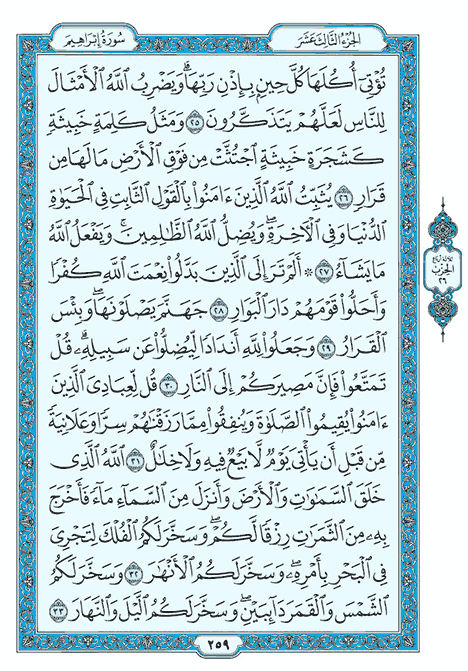 الجزء الثالث عشر
سورة إبراهيم
تُؤْتِىٓ أُكُلَهَا كُلَّ حِينٍۭ بِإِذْنِ رَبِّهَاۗ وَيَضْرِبُ ٱللَّهُ ٱلْأَمْثَالَ
لِلنَّاسِ لَعَلَّهُمْ يَتَذَكَّرُونَ ٢٥ وَمَثَلُ كَلِمَةٍ خَبِيثَةٍ
كَشَجَرَةٍ خَبِيثَةٍ ٱجْتُثَّتْ مِن فَوْقِ ٱلْأَرْضِ مَا لَهَا مِن
قَرَارٍ ٢٦ يُثَبِّتُ ٱللَّهُ ٱلَّذِينَ ءَامَنُوا۟ بِٱلْقَوْلِ ٱلثَّابِتِ فِى ٱلْحَيَوٰةِ
ٱلدُّنْيَا وَفِى ٱلْءَاخِرَةِۖ وَيُضِلُّ ٱللَّهُ ٱلظَّٰلِمِينَۚ وَيَفْعَلُ ٱللَّهُ
مَا يَشَآءُ ٢٧ ۞ أَلَمْ تَرَ إِلَى ٱلَّذِينَ بَدَّلُوا۟ نِعْمَتَ ٱللَّهِ كُفْرًا
وَأَحَلُّوا۟ قَوْمَهُمْ دَارَ ٱلْبَوَارِ ٢٨ جَهَنَّمَ يَصْلَوْنَهَاۖ وَبِئْسَ
ٱلْقَرَارُ ٢٩ وَجَعَلُوا۟ لِلَّهِ أَندَادًا لِّيُضِلُّوا۟ عَن سَبِيلِهِۦۗ قُلْ
تَمَتَّعُوا۟ فَإِنَّ مَصِيرَكُمْ إِلَى ٱلنَّارِ ٣٠ قُل لِّعِبَادِىَ ٱلَّذِينَ
ءَامَنُوا۟ يُقِيمُوا۟ ٱلصَّلَوٰةَ وَيُنفِقُوا۟ مِمَّا رَزَقْنَٰهُمْ سِرًّا وَعَلَانِيَةً
مِّن قَبْلِ أَن يَأْتِىَ يَوْمٌ لَّا بَيْعٌ فِيهِ وَلَا خِلَٰلٌ ٣١ ٱللَّهُ ٱلَّذِى
خَلَقَ ٱلسَّمَٰوَٰتِ وَٱلْأَرْضَ وَأَنزَلَ مِنَ ٱلسَّمَآءِ مَآءً فَأَخْرَجَ
بِهِۦ مِنَ ٱلثَّمَرَٰتِ رِزْقًا لَّكُمْۖ وَسَخَّرَ لَكُمُ ٱلْفُلْكَ لِتَجْرِىَ
فِى ٱلْبَحْرِ بِأَمْرِهِۦۖ وَسَخَّرَ لَكُمُ ٱلْأَنْهَٰرَ ٣٢ وَسَخَّرَ لَكُمُ
ٱلشَّمْسَ وَٱلْقَمَرَ دَآئِبَيْنِۖ وَسَخَّرَ لَكُمُ ٱلَّيْلَ وَٱلنَّهَارَ ٣٣
الحزب
٢٦
٢٥٩